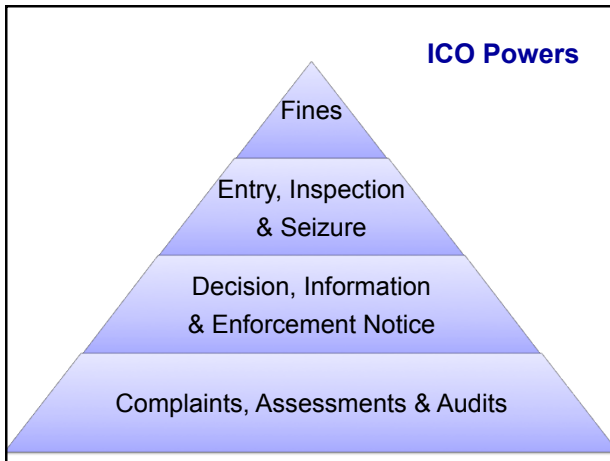 ICO Powers
Fines
Entry, Inspection
& Seizure
Decision, Information
& Enforcement Notice
Complaints, Assessments & Audits